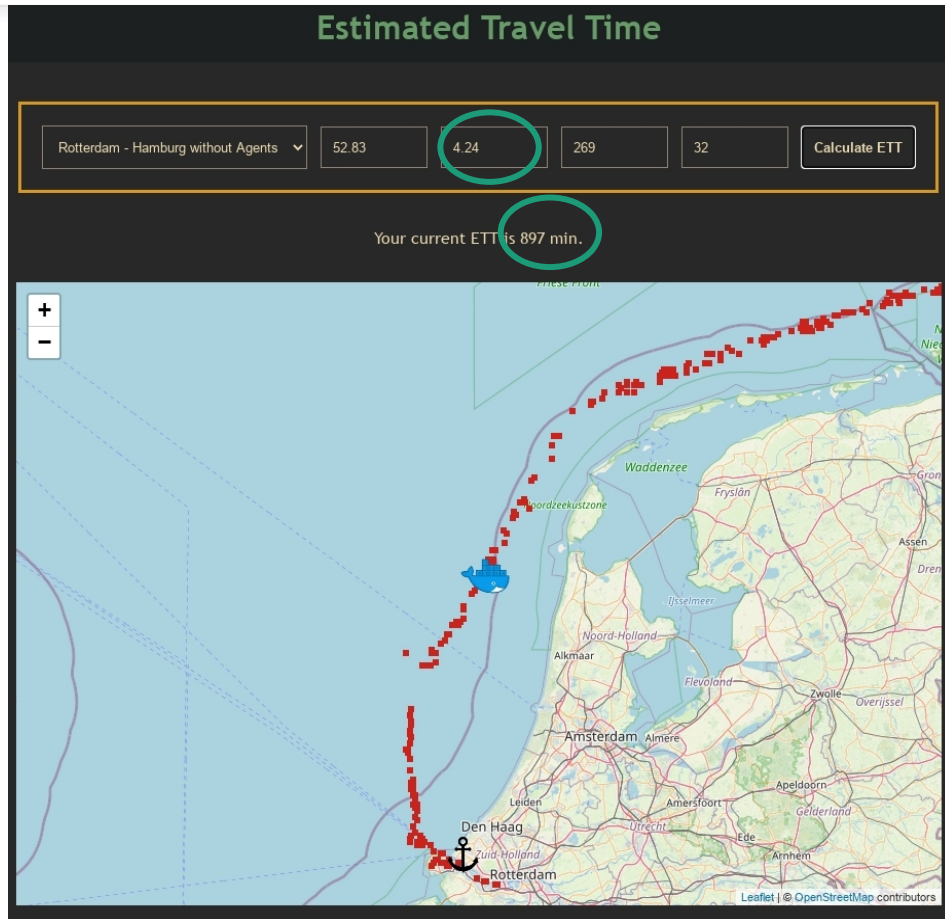 Estimated Travel Time
Rotterdam - Hamburg without Agents 52.83 4.24 269 32 Calculate ETT
Your current ETT is 897 min.
+
−
Friese Front
Waddenzee
Fryslân
Assen
Noord-Holland
IJsselmeer
Alkmaar
Flevoland
Zwolle
Overijssel
Amsterdam
Almere
Apeldoorn
Leiden
Amersfoort
Gelderland
Den Haag
Utrecht
Ede
Zuid-Holland
Arnhem
Rotterdam
Leaflet | © OpenStreetMap contributors